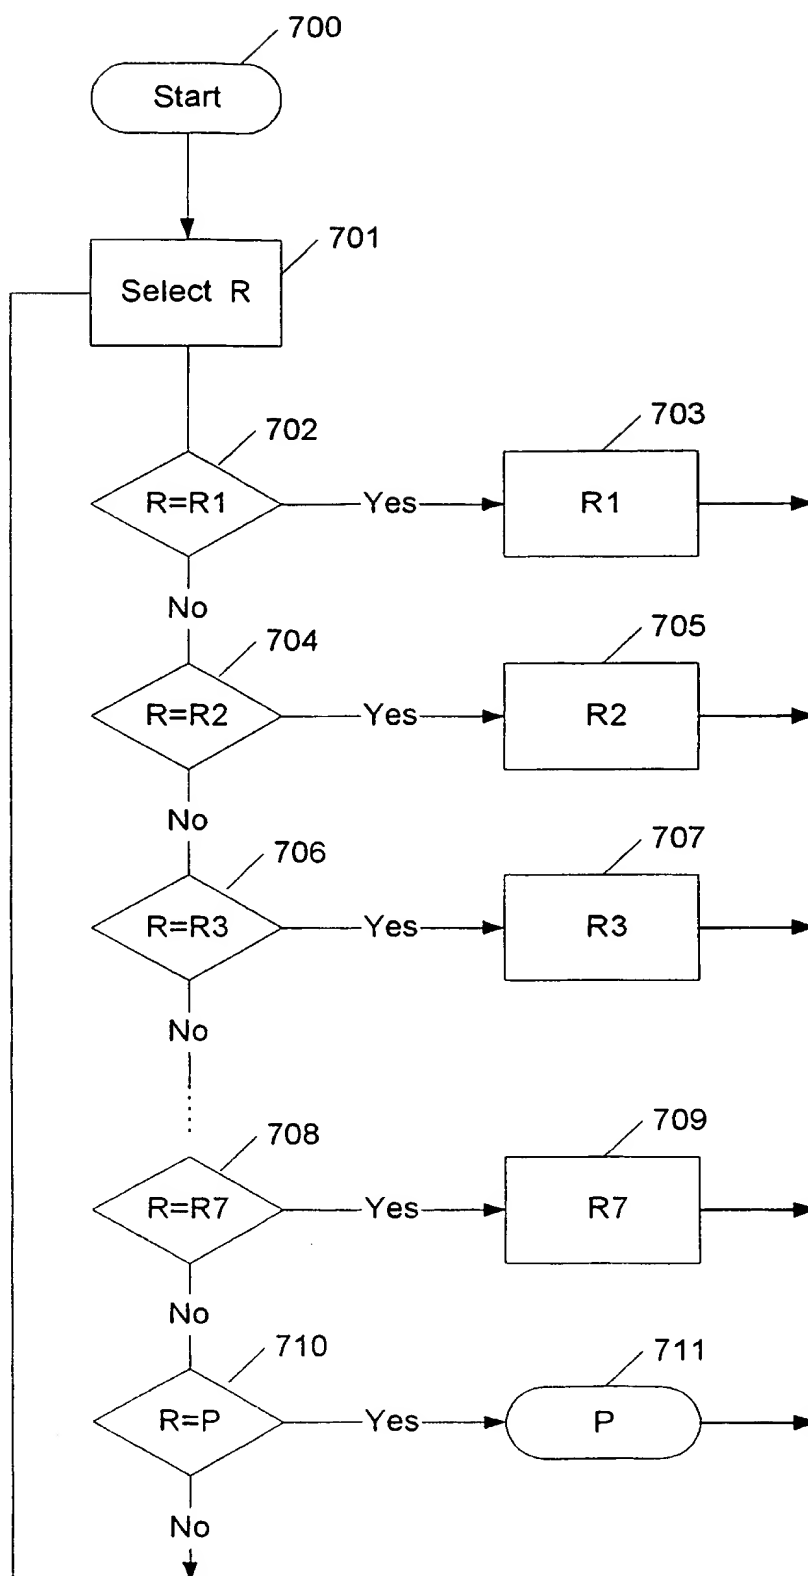 700
Start
701
Select R
702
703
R=R1
Yes
R1
No
704
705
R=R2
Yes
R2
No
706
707
R=R3
Yes
R3
No
708
709
R=R7
Yes
R7
No
710
711
R=P
Yes
P
No